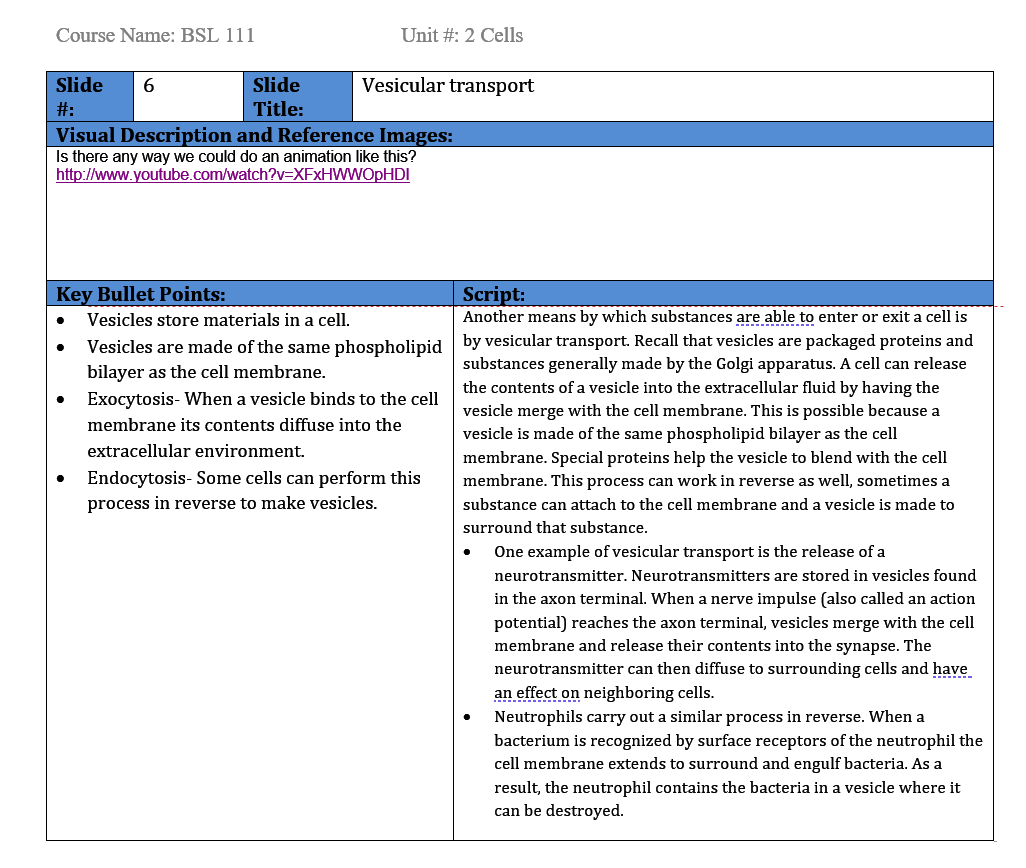 Course Name: BSL 111 Unit #: 2 Cells
Slide #: 6 Slide Title: Vesicular transport
Visual Description and Reference Images:
Is there any way we could do an animation like this?
http://www.youtube.com/watch?v=XFxHWWOpHDI
Key Bullet Points:
• Vesicles store materials in a cell.
• Vesicles are made of the same phospholipid
bilayer as the cell membrane.
• Exocytosis- When a vesicle binds to the cell
membrane its contents diffuse into the
extracellular environment.
• Endocytosis- Some cells can perform this
process in reverse to make vesicles.
Script:
Another means by which substances are able to enter or exit a cell is
by vesicular transport. Recall that vesicles are packaged proteins and
substances generally made by the Golgi apparatus. A cell can release
the contents of a vesicle into the extracellular fluid by having the
vesicle merge with the cell membrane. This is possible because a
vesicle is made of the same phospholipid bilayer as the cell
membrane. Special proteins help the vesicle to blend with the cell
membrane. This process can work in reverse as well, sometimes a
substance can attach to the cell membrane and a vesicle is made to
surround that substance.
• One example of vesicular transport is the release of a
neurotransmitter. Neurotransmitters are stored in vesicles found
in the axon terminal. When a nerve impulse (also called an action
potential) reaches the axon terminal, vesicles merge with the cell
membrane and release their contents into the synapse. The
neurotransmitter can then diffuse to surrounding cells and have
an effect on neighboring cells.
• Neutrophils carry out a similar process in reverse. When a
bacterium is recognized by surface receptors of the neutrophil the
cell membrane extends to surround and engulf bacteria. As a
result, the neutrophil contains the bacteria in a vesicle where it
can be destroyed.